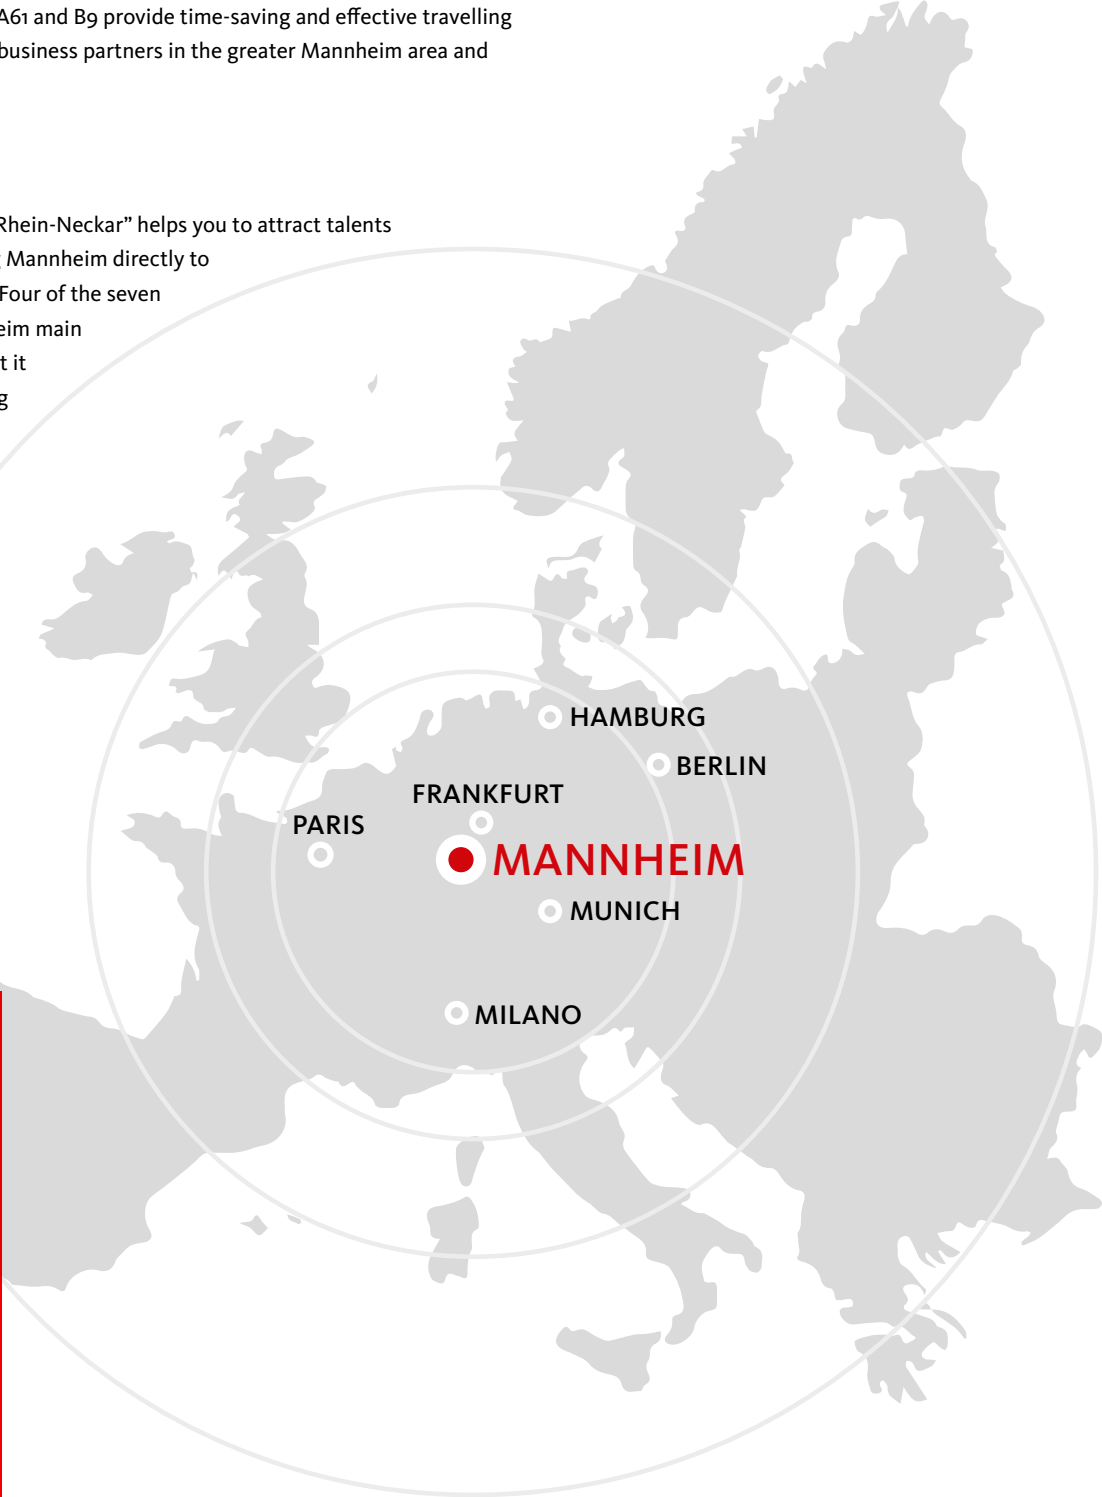 A61 and B9 provide time-saving and effective travelling
business partners in the greater Mannheim area and
Rhein-Neckar” helps you to attract talents
Mannheim directly to
Four of the seven
eim main
t it
g
HAMBURG
BERLIN
FRANKFURT
PARIS
MANNHEIM
MUNICH
MILANO